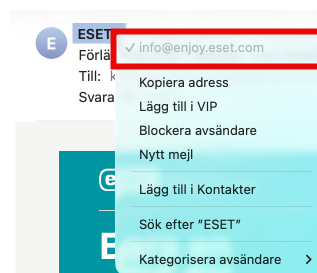 E
ESET
✓ info@enjoy.eset.com
Förlä
Till: k
Svara
Kopiera adress
Lägg till i VIP
Blockera avsändare
Nytt mejl
Lägg till i Kontakter
Sök efter ”ESET”
Kategorisera avsändare >
e
E